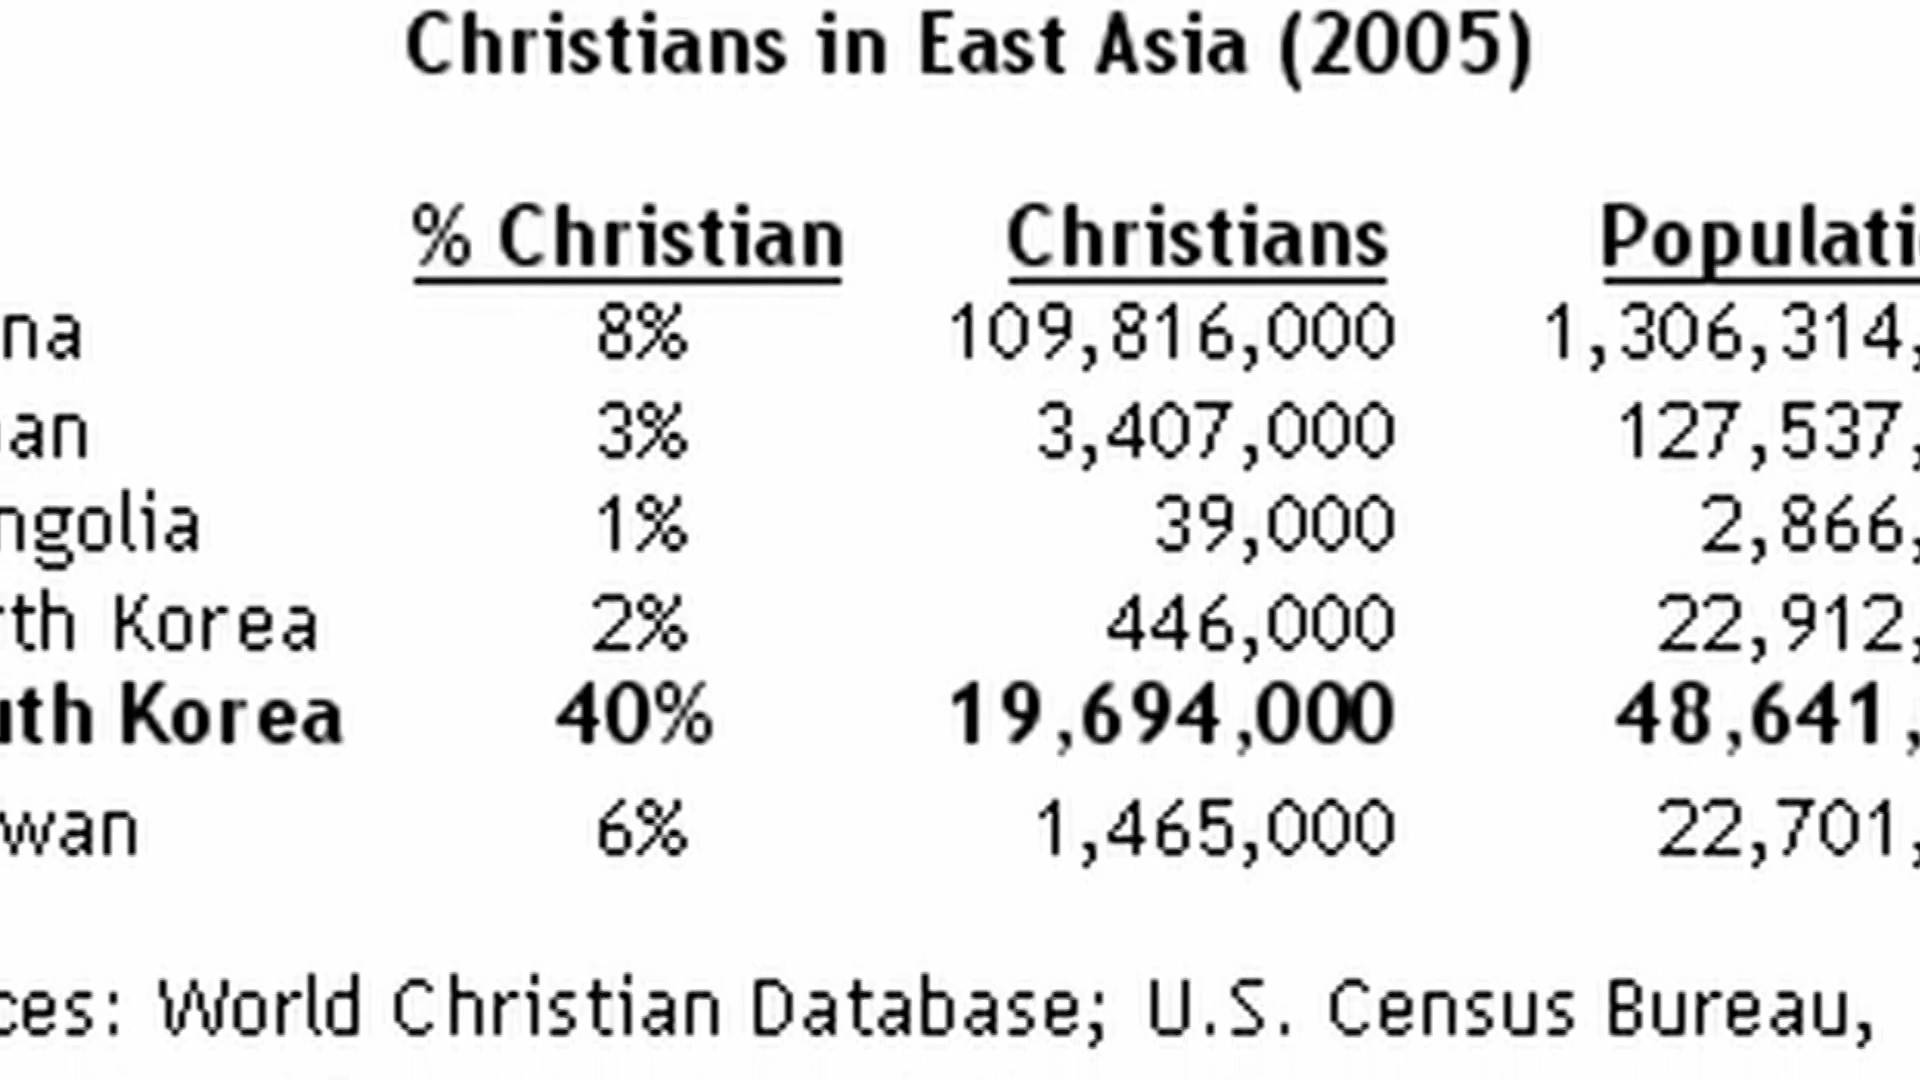 Christians in East Asia (2005)
% Christian Christians Populati
na 8% 109,816,000 1,306,314,
an 3% 3,407,000 127,537,
ngolia 1% 39,000 2,866,
rth Korea 2% 446,000 22,912,
uth Korea 40% 19,694,000 48,641,
wan 6% 1,465,000 22,701,
ces: World Christian Database; U.S. Census Bureau,